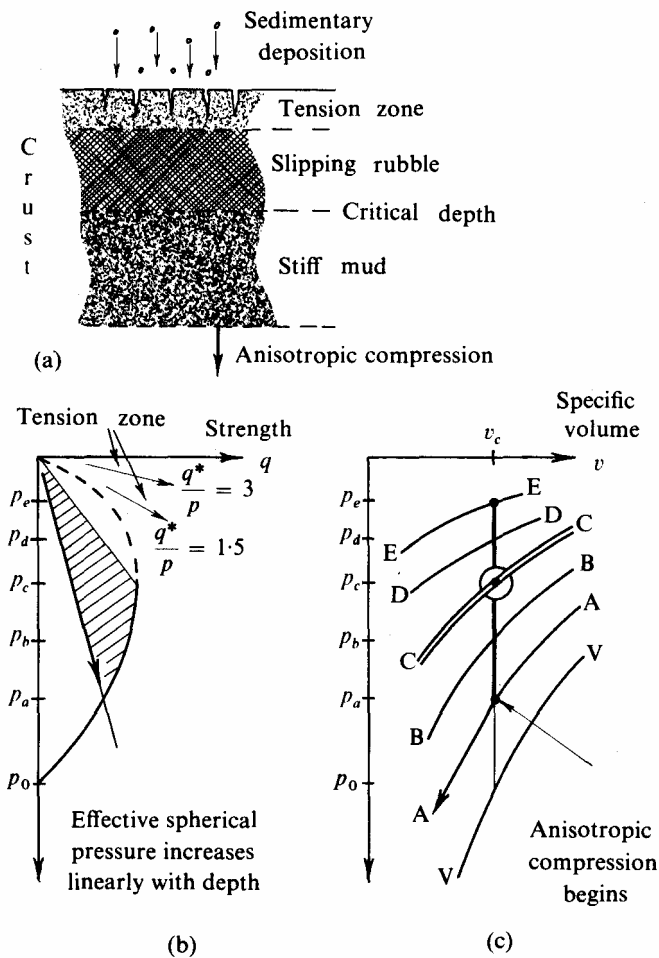 Sedimentary
deposition
Tension zone
Slipping rubble
Critical depth
Stiff mud
Crust
(a)
Anisotropic compression
Tension zone
Strength
q
q*/p = 3
q*/p = 1·5
p_e
p_d
p_c
p_b
p_a
p_0
Effective spherical
pressure increases
linearly with depth
(b)
Specific
volume
v_c
v
p_e
p_d
p_c
p_b
p_a
p_0
E
E
D
D
C
C
B
B
A
A
V
V
Anisotropic
compression
begins
(c)